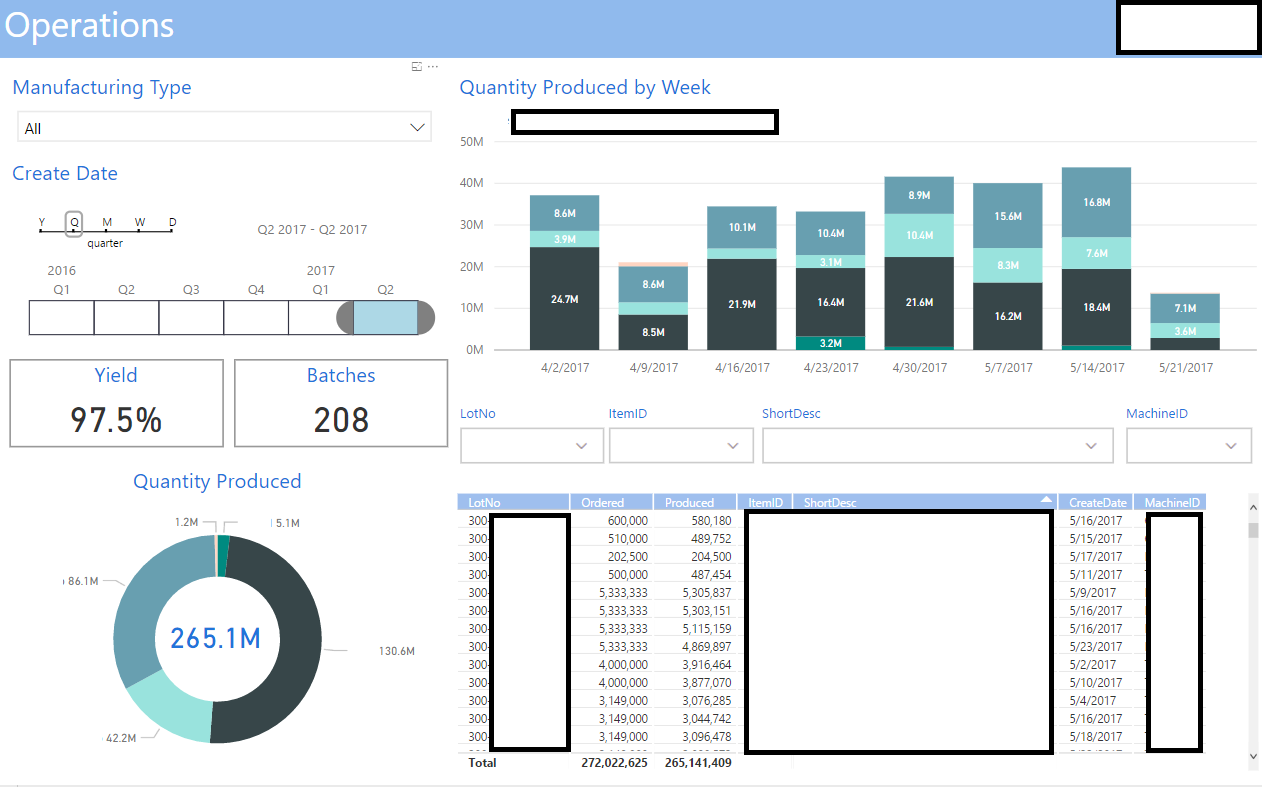 Operations
Manufacturing Type
All
Create Date
Y Q M W D
quarter
Q2 2017 - Q2 2017
2016 2017
Q1 Q2 Q3 Q4 Q1 Q2
Yield
97.5%
Batches
208
Quantity Produced
1.2M
5.1M
86.1M
265.1M
130.6M
42.2M
Quantity Produced by Week
50M
40M
30M
20M
10M
0M
8.6M
3.9M
24.7M
8.6M
8.5M
10.1M
21.9M
10.4M
3.1M
16.4M
3.2M
8.9M
10.4M
21.6M
15.6M
8.3M
16.2M
16.8M
7.6M
18.4M
7.1M
3.6M
4/2/2017 4/9/2017 4/16/2017 4/23/2017 4/30/2017 5/7/2017 5/14/2017 5/21/2017
LotNo ItemID ShortDesc MachineID
LotNo Ordered Produced ItemID ShortDesc CreateDate MachineID
300- 600,000 580,180 5/16/2017
300- 510,000 489,752 5/15/2017
300- 202,500 204,500 5/17/2017
300- 500,000 487,454 5/11/2017
300- 5,333,333 5,305,837 5/9/2017
300- 5,333,333 5,303,151 5/16/2017
300- 5,333,333 5,115,159 5/16/2017
300- 5,333,333 4,869,897 5/23/2017
300- 4,000,000 3,916,464 5/2/2017
300- 4,000,000 3,877,070 5/10/2017
300- 3,149,000 3,076,285 5/4/2017
300- 3,149,000 3,044,742 5/16/2017
300- 3,149,000 3,096,478 5/18/2017
Total 272,022,625 265,141,409